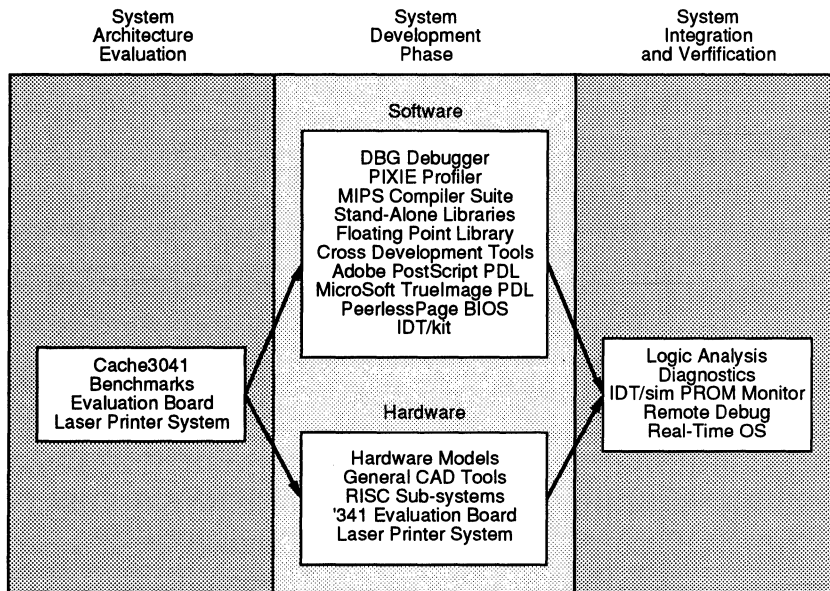 System
Architecture
Evaluation
System
Development
Phase
System
Integration
and Verfification
Software
DBG Debugger
PIXIE Profiler
MIPS Compiler Suite
Stand-Alone Libraries
Floating Point Library
Cross Development Tools
Adobe PostScript PDL
MicroSoft TrueImage PDL
PeerlessPage BIOS
IDT/kit
Cache3041
Benchmarks
Evaluation Board
Laser Printer System
Hardware
Hardware Models
General CAD Tools
RISC Sub-systems
'341 Evaluation Board
Laser Printer System
Logic Analysis
Diagnostics
IDT/sim PROM Monitor
Remote Debug
Real-Time OS